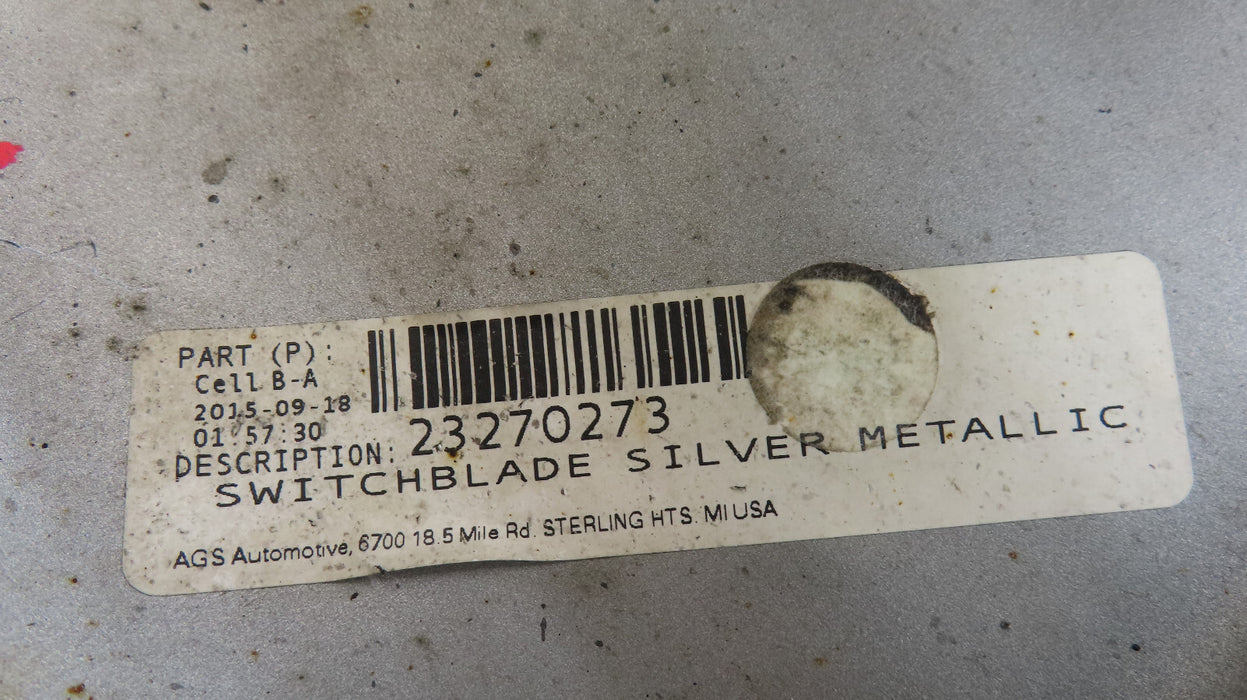 PART (P):
Cell B-A
2015-09-18
01:57:30
23270273
DESCRIPTION:
SWITCHBLADE SILVER METALLIC
AGS Automotive, 6700 18.5 Mile Rd. STERLING HTS. MI USA